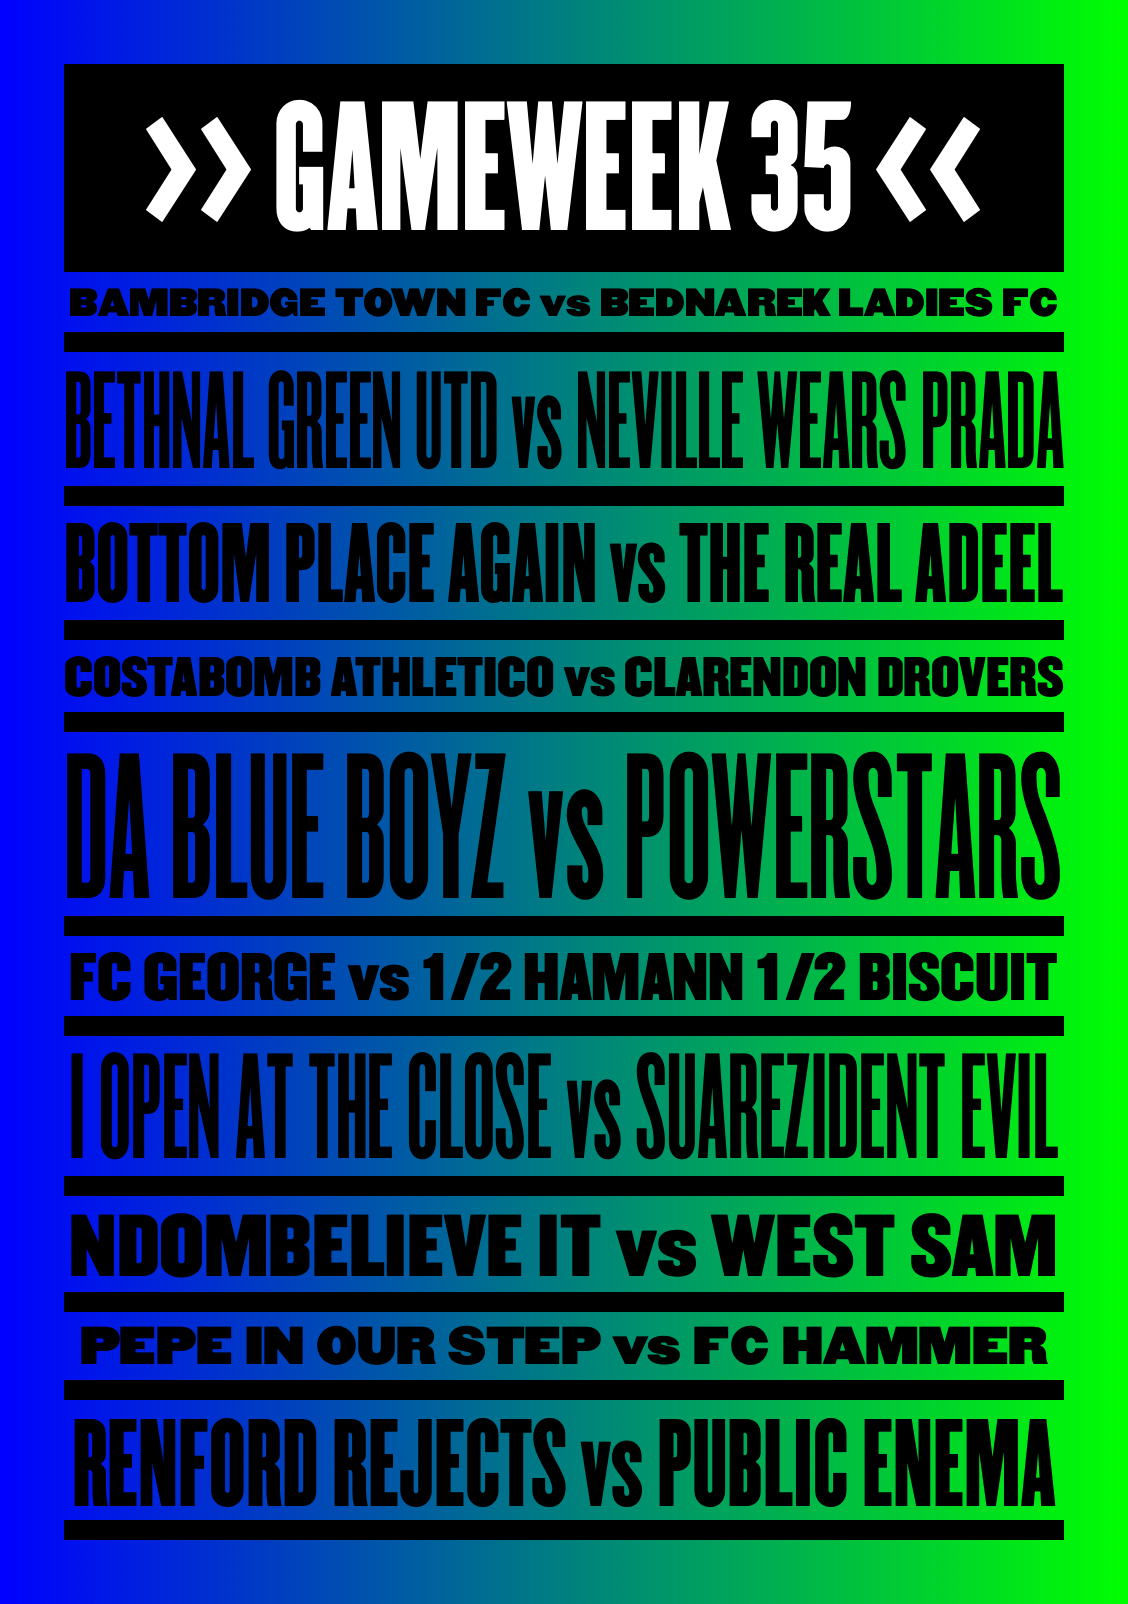 >> GAMEWEEK 35 <<
BAMBRIDGE TOWN FC vs BEDNAREK LADIES FC
BETHNAL GREEN UTD vs NEVILLE WEARS PRADA
BOTTOM PLACE AGAIN vs THE REAL ADEEL
COSTABOMB ATHLETICO vs CLARENDON DROVERS
DA BLUE BOYZ vs POWERSTARS
FC GEORGE vs 1/2 HAMANN 1/2 BISCUIT
I OPEN AT THE CLOSE vs SUAREZIDENT EVIL
NDOMBELIEVE IT vs WEST SAM
PEPE IN OUR STEP vs FC HAMMER
RENFORD REJECTS vs PUBLIC ENEMA